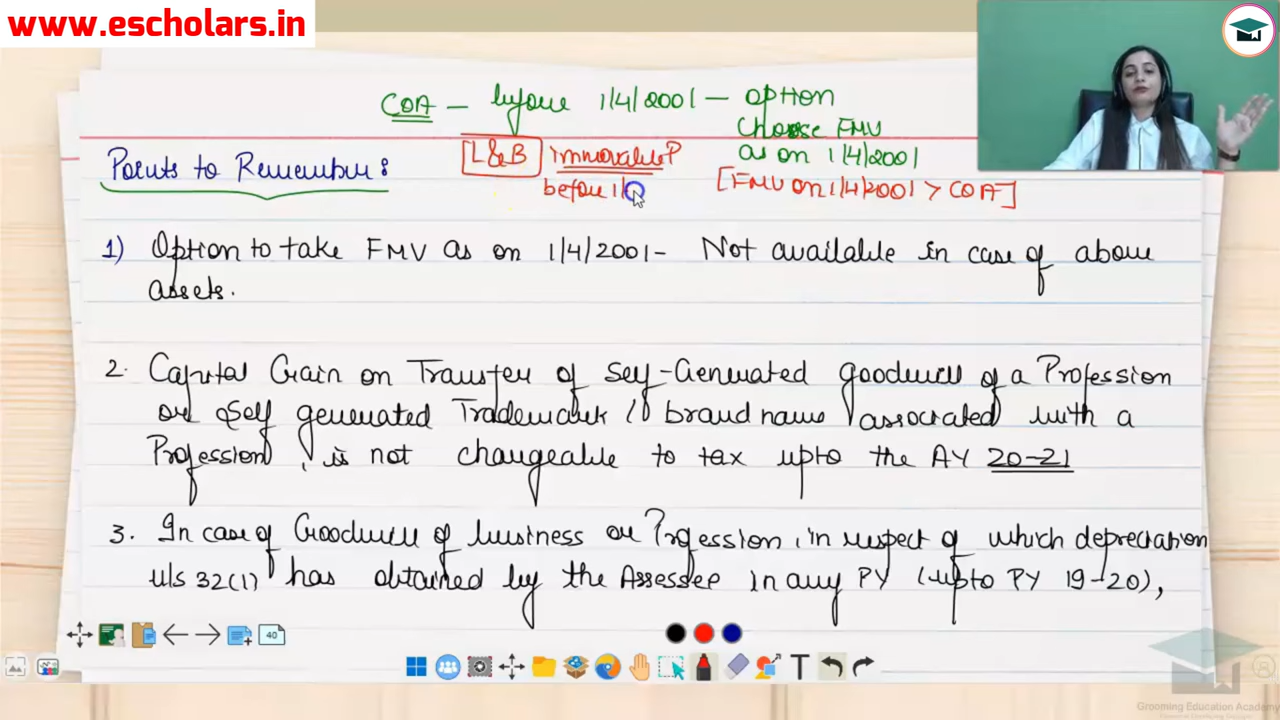 www.escholars.in
COA - before 1/4/2001 - option
choose FMV
as on 1/4/2001
[FMV on 1/4/2001 > COA]
L&B immovable P
before 1/
Points to Remember:
1) Option to take FMV as on 1/4/2001- Not available in case of above
assets.
2. Capital Gain on Transfer of Self-Generated goodwill of a Profession
or Self generated Trademark / brand name associated with a
Profession, is not chargeable to tax upto the AY 20-21
3. In case of Goodwill of business or Profession, in respect of which depreciation
u/s 32(1) has obtained by the Assessee in any PY (upto PY 19-20),
40
T
Grooming Education Academy